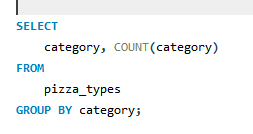 SELECT
category, COUNT(category)
FROM
pizza_types
GROUP BY category;